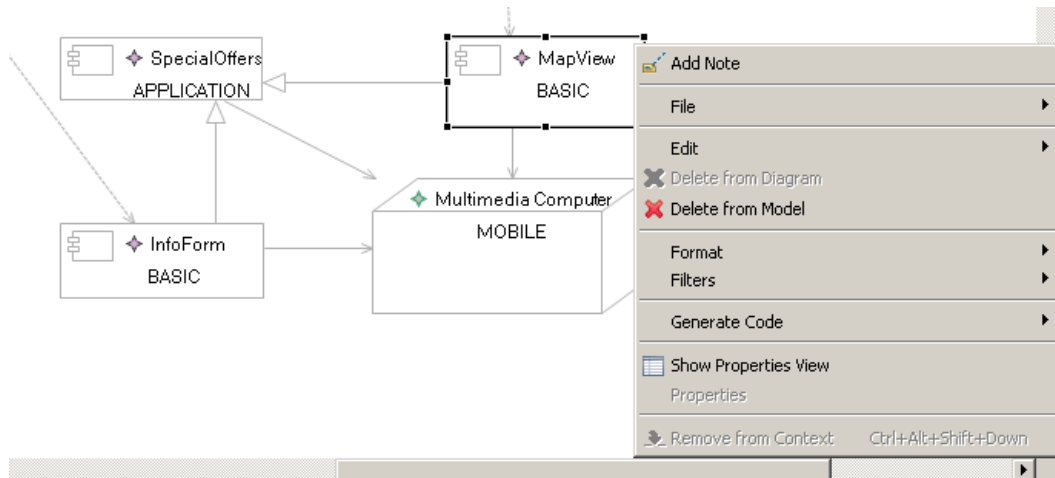 SpecialOffers
APPLICATION
MapView
BASIC
Multimedia Computer
MOBILE
InfoForm
BASIC
Add Note
File
Edit
Delete from Diagram
Delete from Model
Format
Filters
Generate Code
Show Properties View
Properties
Remove from Context Ctrl+Alt+Shift+Down